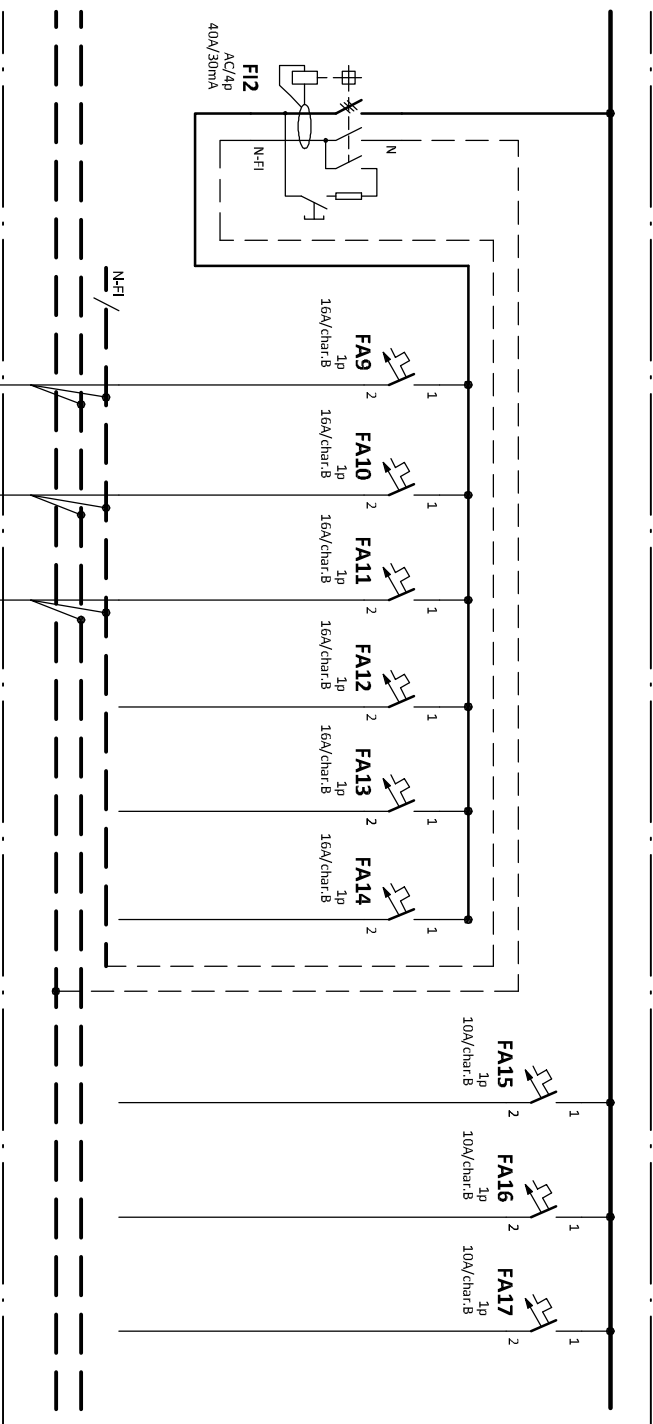 FI2
AC/4p
40A/30mA
N
N-FI
N-FI
FA9
1p
16A/char.B
1
2
FA10
1p
16A/char.B
1
2
FA11
1p
16A/char.B
1
2
FA12
1p
16A/char.B
1
2
FA13
1p
16A/char.B
1
2
FA14
1p
16A/char.B
1
2
FA15
1p
10A/char.B
1
2
FA16
1p
10A/char.B
1
2
FA17
1p
10A/char.B
1
2